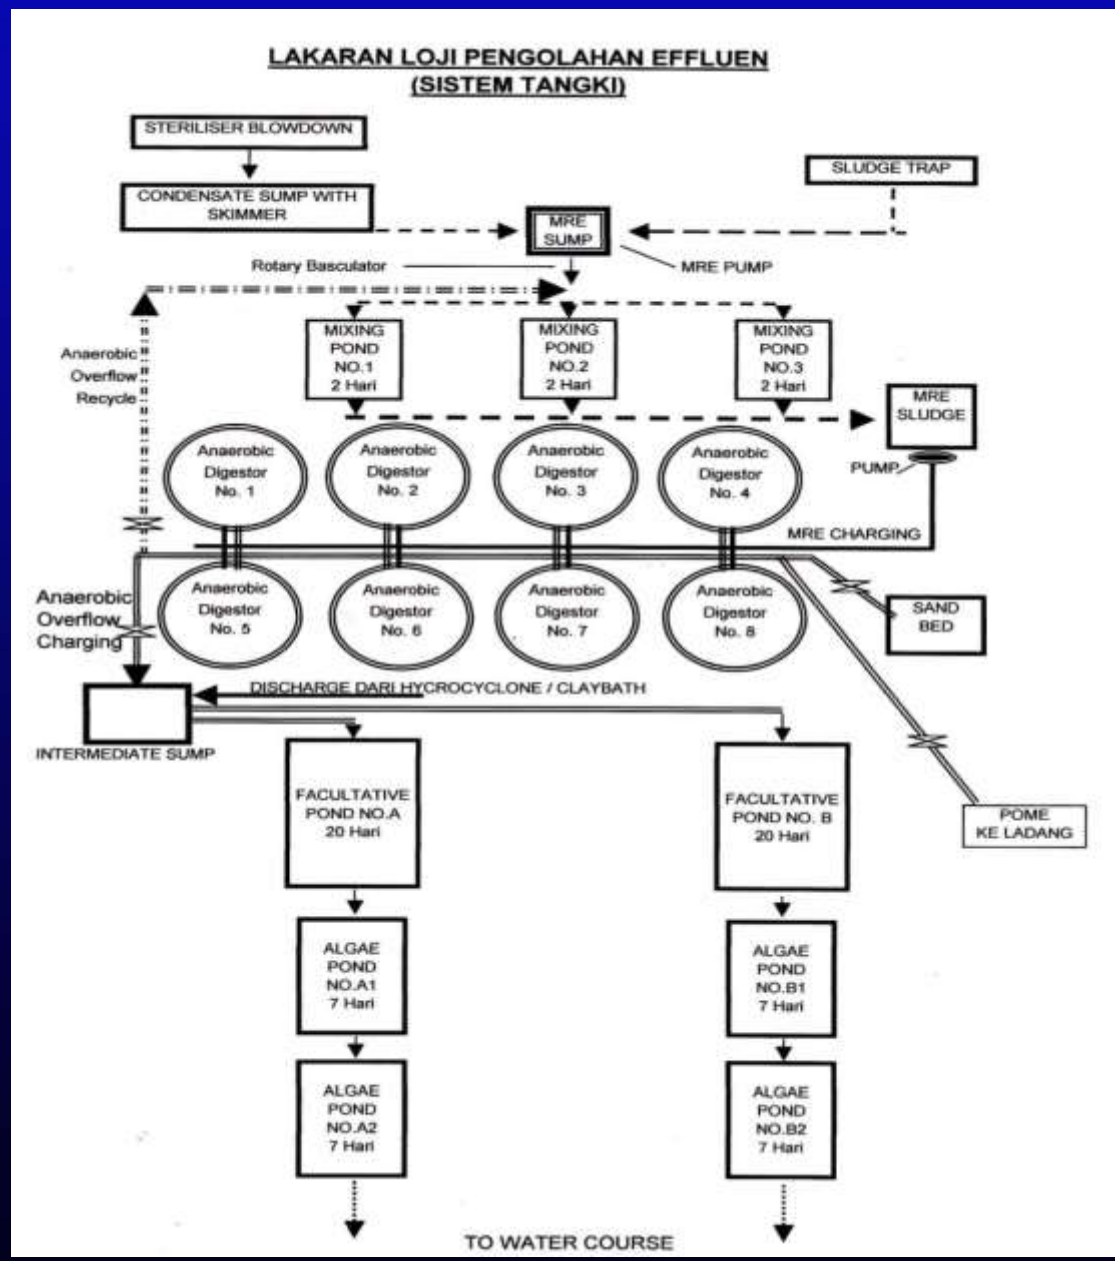 LAKARAN LOJI PENGOLAHAN EFFLUEN
(SISTEM TANGKI)
STERILISER BLOWDOWN
CONDENSATE SUMP WITH
SKIMMER
SLUDGE TRAP
MRE
SUMP
Rotary Basculator
MRE PUMP
Anaerobic
Overflow
Recycle
MIXING
POND
NO.1
2 Hari
MIXING
POND
NO.2
2 Hari
MIXING
POND
NO.3
2 Hari
MRE
SLUDGE
PUMP
Anaerobic
Digestor
No. 1
Anaerobic
Digestor
No. 2
Anaerobic
Digestor
No. 3
Anaerobic
Digestor
No. 4
MRE CHARGING
Anaerobic
Overflow
Charging
Anaerobic
Digestor
No. 5
Anaerobic
Digestor
No. 6
Anaerobic
Digestor
No. 7
Anaerobic
Digestor
No. 8
SAND
BED
DISCHARGE DARI HYCROCYCLONE / CLAYBATH
INTERMEDIATE SUMP
FACULTATIVE
POND NO.A
20 Hari
FACULTATIVE
POND NO. B
20 Hari
POME
KE LADANG
ALGAE
POND
NO.A1
7 Hari
ALGAE
POND
NO.B1
7 Hari
ALGAE
POND
NO.A2
7 Hari
ALGAE
POND
NO.B2
7 Hari
TO WATER COURSE